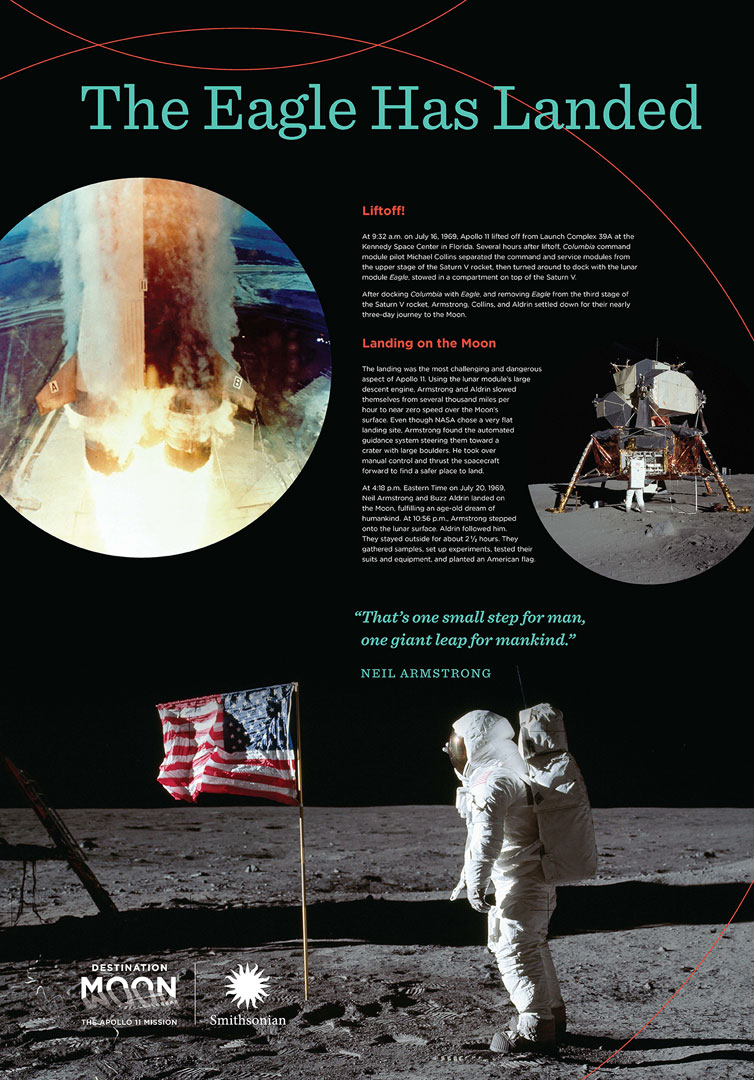 The Eagle Has Landed
Liftoff!
At 9:32 a.m. on July 16, 1969, Apollo 11 lifted off from Launch Complex 39A at the
Kennedy Space Center in Florida. Several hours after liftoff, Columbia command
module pilot Michael Collins separated the command and service modules from
the upper stage of the Saturn V rocket, then turned around to dock with the lunar
module Eagle, stowed in a compartment on top of the Saturn V.
After docking Columbia with Eagle, and removing Eagle from the third stage of
the Saturn V rocket, Armstrong, Collins, and Aldrin settled down for their nearly
three-day journey to the Moon.
Landing on the Moon
The landing was the most challenging and dangerous
aspect of Apollo 11. Using the lunar module's large
descent engine, Armstrong and Aldrin slowed
themselves from several thousand miles per
hour to near zero speed over the Moon's
surface. Even though NASA chose a very flat
landing site, Armstrong found the automated
guidance system steering them toward a
crater with large boulders. He took over
manual control and thrust the spacecraft
forward to find a safer place to land.
At 4:18 p.m. Eastern Time on July 20, 1969,
Neil Armstrong and Buzz Aldrin landed on
the Moon, fulfilling an age-old dream of
humankind. At 10:56 p.m., Armstrong stepped
onto the lunar surface. Aldrin followed him.
They stayed outside for about 2 ½ hours. They
gathered samples, set up experiments, tested their
suits and equipment, and planted an American flag.
“That's one small step for man,
one giant leap for mankind.”
NEIL ARMSTRONG
A
B
DESTINATION
MOON
THE APOLLO 11 MISSION
Smithsonian